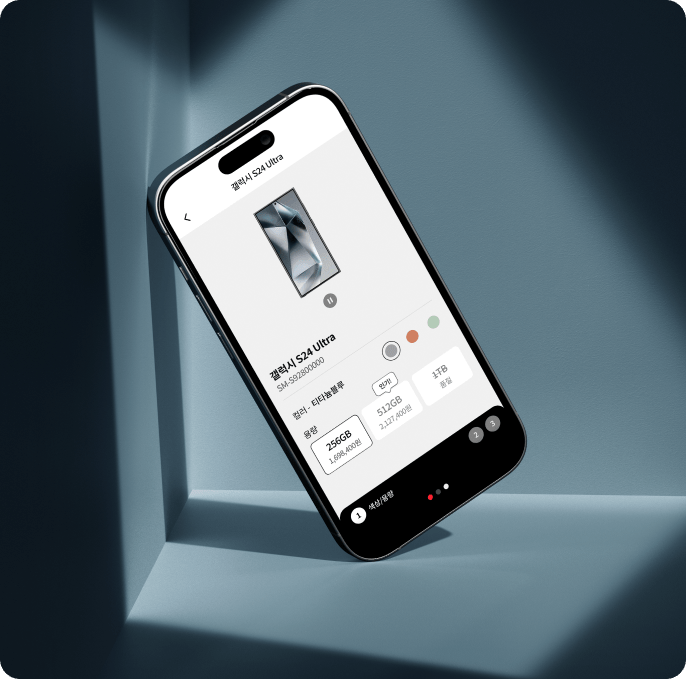 갤럭시 S24 Ultra
갤럭시 S24 Ultra
SM-S92800000
컬러 - 티타늄블루
용량
인기!
256GB
1,698,400원
512GB
2,127,400원
1TB
품절
1 색상/용량
2
3